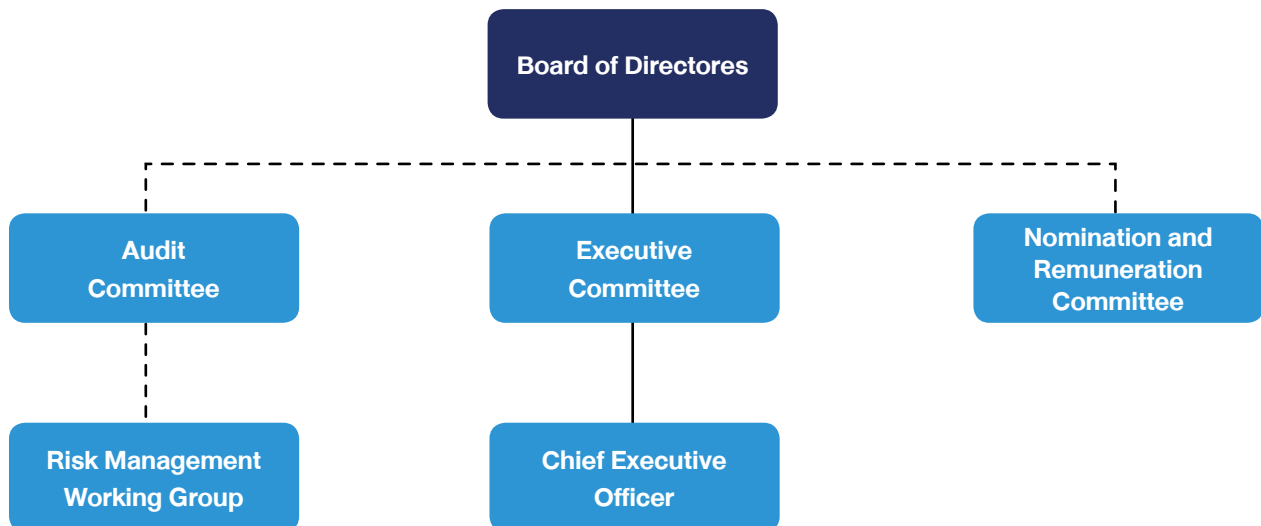 Board of Directores
Audit
Committee
Executive
Committee
Nomination and
Remuneration
Committee
Risk Management
Working Group
Chief Executive
Officer